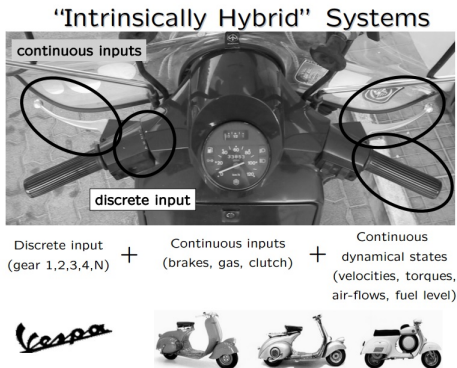 “Intrinsically Hybrid” Systems
continuous inputs
discrete input
Discrete input
(gear 1,2,3,4,N)
+
Continuous inputs
(brakes, gas, clutch)
+
Continuous
dynamical states
(velocities, torques,
air-flows, fuel level)
Vespa